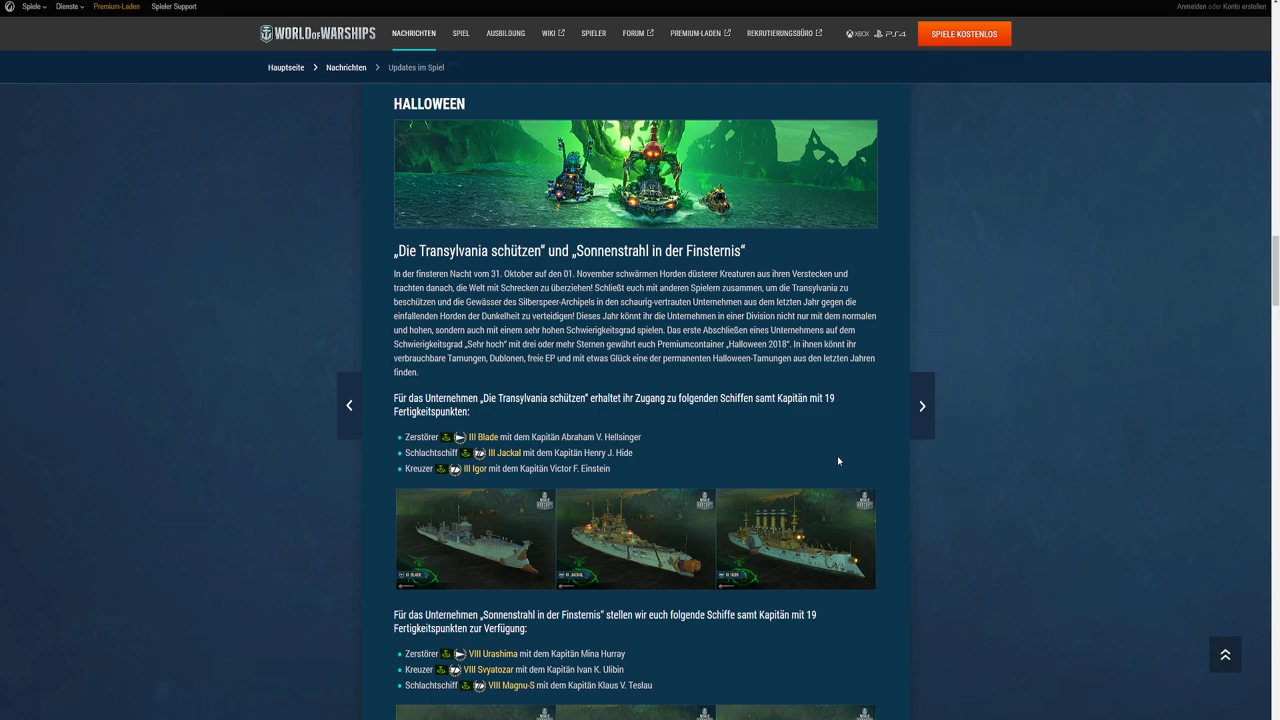 Spiele Dienste Premium-Laden Spieler Support Anmelden oder Konto erstellen
WORLD OF WARSHIPS NACHRICHTEN SPIEL AUSBILDUNG WIKI SPIELER FORUM PREMIUM-LADEN REKRUTIERUNGSBÜRO XBOX PS4 SPIELE KOSTENLOS
Hauptseite Nachrichten Updates im Spiel
HALLOWEEN
„Die Transylvania schützen“ und „Sonnenstrahl in der Finsternis“
In der finsteren Nacht vom 31. Oktober auf den 01. November schwärmen Horden düsterer Kreaturen aus ihren Verstecken und
trachten danach, die Welt mit Schrecken zu überziehen! Schließt euch mit anderen Spielern zusammen, um die Transylvania zu
beschützen und die Gewässer des Silberspeer-Archipels in den schaurig-vertrauten Unternehmen aus dem letzten Jahr gegen die
einfallenden Horden der Dunkelheit zu verteidigen! Dieses Jahr könnt ihr die Unternehmen in einer Division nicht nur mit dem normalen
und hohen, sondern auch mit einem sehr hohen Schwierigkeitsgrad spielen. Das erste Abschließen eines Unternehmens auf dem
Schwierigkeitsgrad „Sehr hoch“ mit drei oder mehr Sternen gewährt euch Premiumcontainer „Halloween 2018“. In ihnen könnt ihr
verbrauchbare Tarnungen, Dublonen, freie EP und mit etwas Glück eine der permanenten Halloween-Tarnungen aus den letzten Jahren
finden.
Für das Unternehmen „Die Transylvania schützen“ erhaltet ihr Zugang zu folgenden Schiffen samt Kapitän mit 19
Fertigkeitspunkten:
Zerstörer III Blade mit dem Kapitän Abraham V. Hellsinger
Schlachtschiff III Jackal mit dem Kapitän Henry J. Hide
Kreuzer III Igor mit dem Kapitän Victor F. Einstein
III BLADE III JACKAL III IGOR
Für das Unternehmen „Sonnenstrahl in der Finsternis“ stellen wir euch folgende Schiffe samt Kapitän mit 19
Fertigkeitspunkten zur Verfügung:
Zerstörer VIII Urashima mit dem Kapitän Mina Hurray
Kreuzer VIII Svyatozar mit dem Kapitän Ivan K. Ulibin
Schlachtschiff VIII Magnu-S mit dem Kapitän Klaus V. Teslau